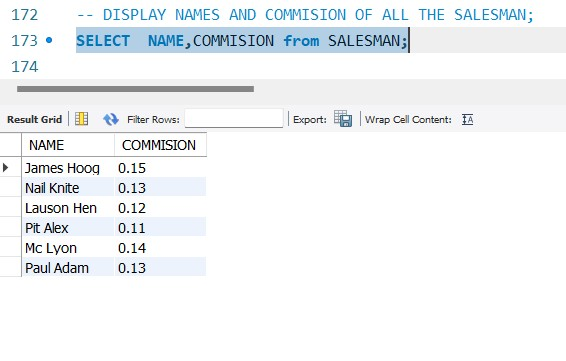 172 -- DISPLAY NAMES AND COMMISION OF ALL THE SALESMAN;
173 SELECT  NAME,COMMISION from SALESMAN;
174
Result Grid Filter Rows: Export: Wrap Cell Content: IA
NAME COMMISION
James Hoog 0.15
Nail Knite 0.13
Lauson Hen 0.12
Pit Alex 0.11
Mc Lyon 0.14
Paul Adam 0.13